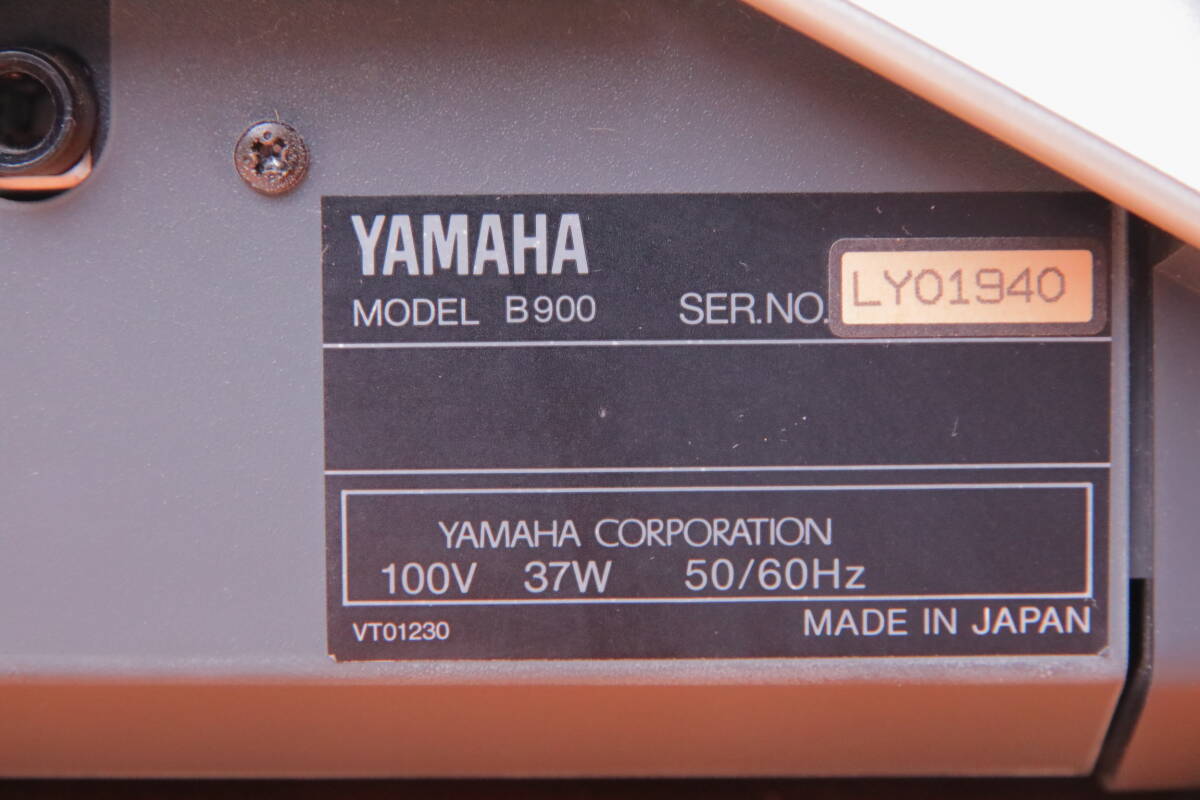 YAMAHA
MODEL B900 SER.NO. LY01940
YAMAHA CORPORATION
100V 37W 50/60Hz
VT01230 MADE IN JAPAN